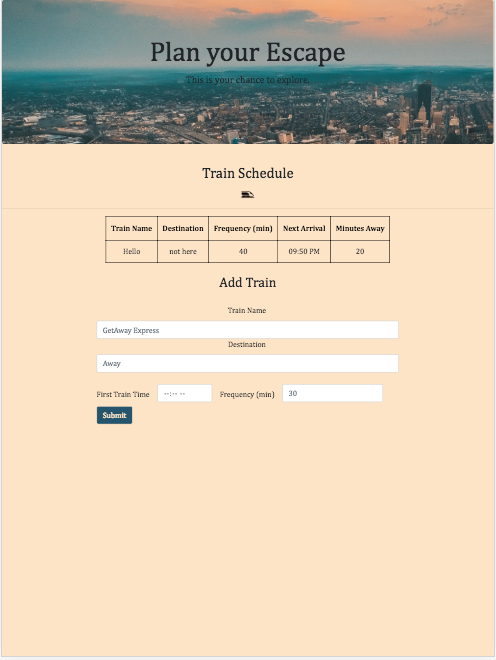 Plan your Escape
This is your chance to explore.
Train Schedule
Train Name Destination Frequency (min) Next Arrival Minutes Away
Hello not here 40 09:50 PM 20
Add Train
Train Name
GetAway Express
Destination
Away
First Train Time --:-- -- Frequency (min) 30
Submit